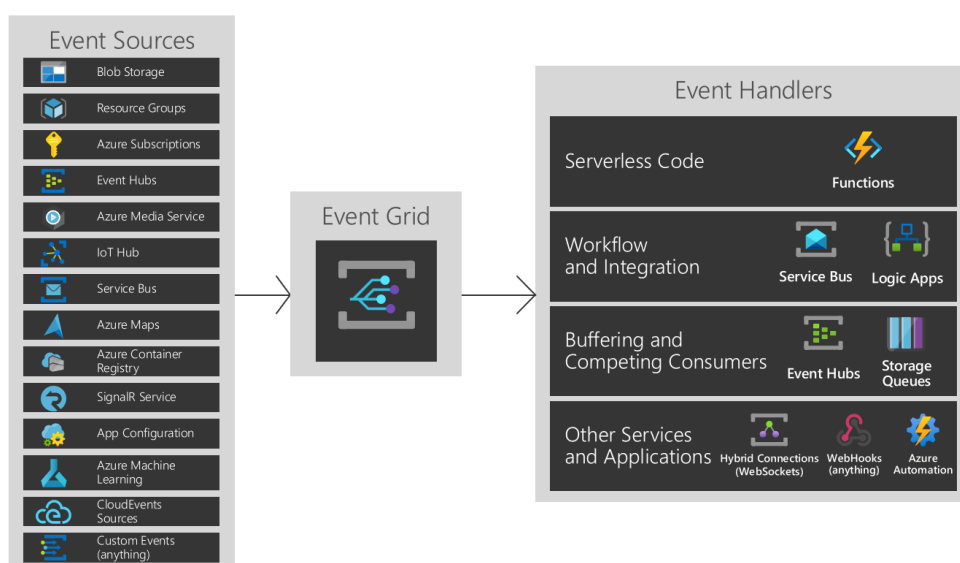 Event Sources
Blob Storage
Resource Groups
Azure Subscriptions
Event Hubs
Azure Media Service
IoT Hub
Service Bus
Azure Maps
Azure Container
Registry
SignalR Service
App Configuration
Azure Machine
Learning
CloudEvents
Sources
Custom Events
(anything)
Event Grid
Event Handlers
Serverless Code
Functions
Workflow
and Integration
Service Bus
Logic Apps
Buffering and
Competing Consumers
Event Hubs
Storage
Queues
Other Services
and Applications
Hybrid Connections
(WebSockets)
WebHooks
(anything)
Azure
Automation